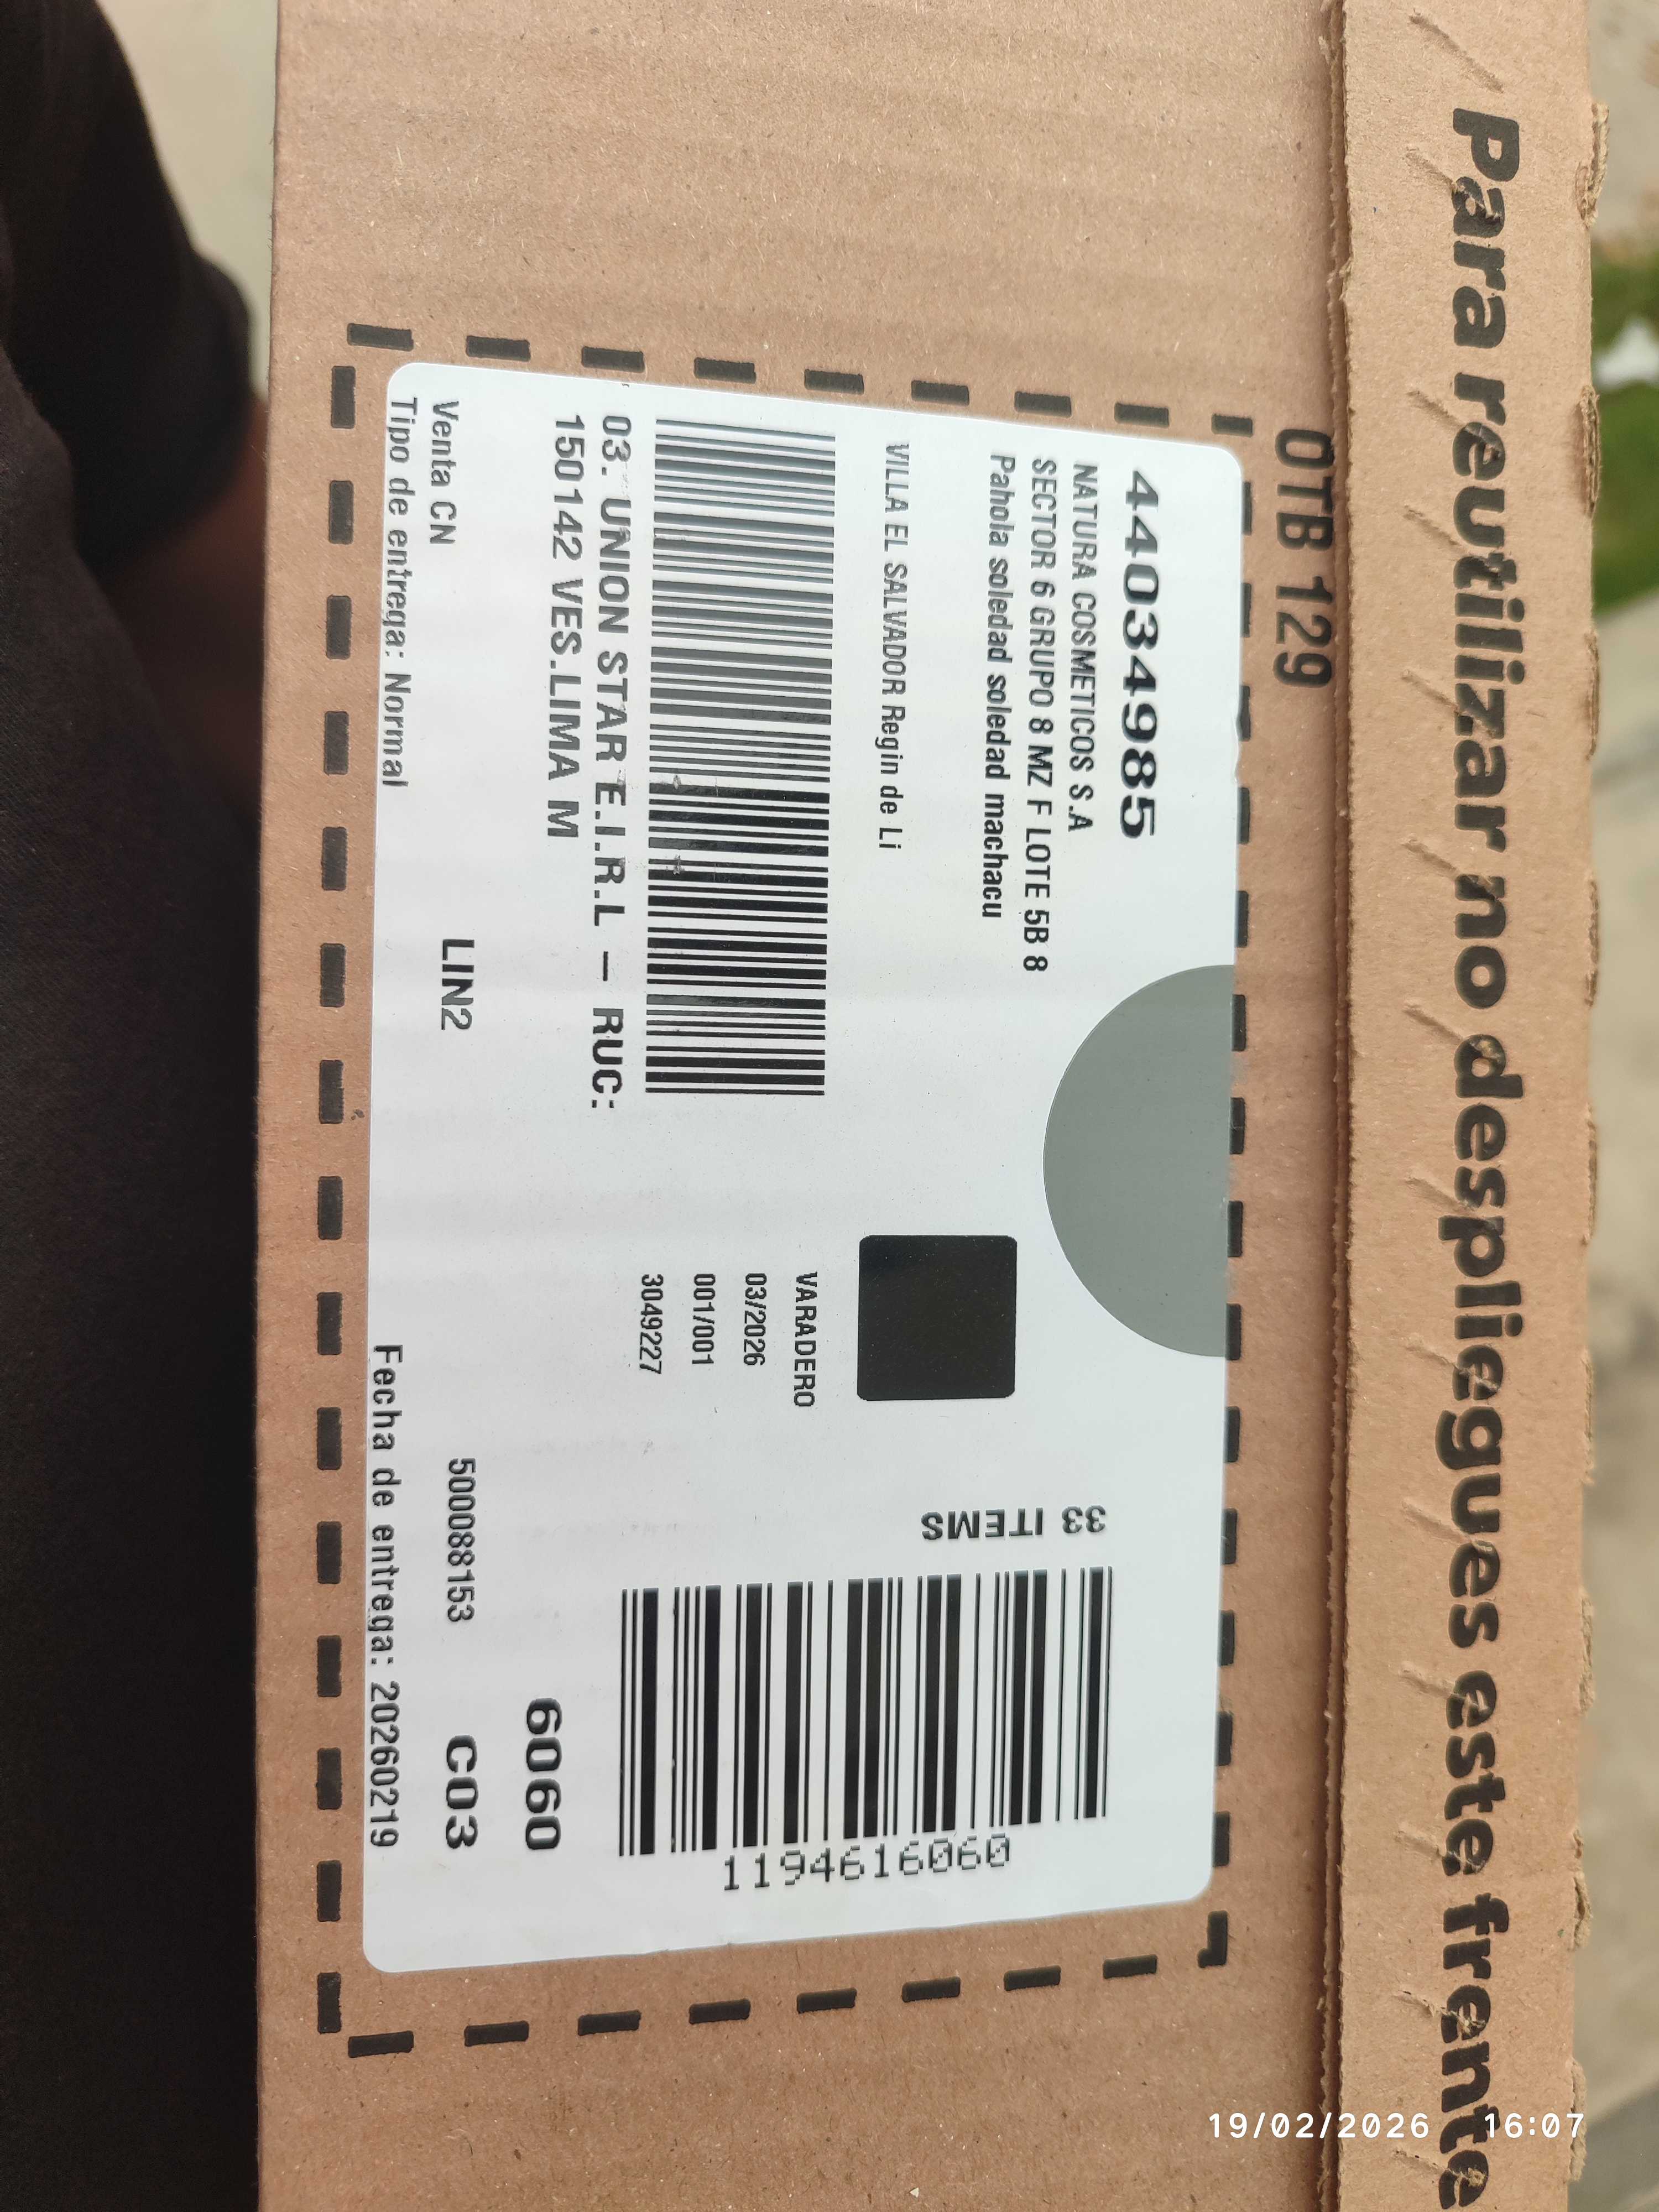 Para reutilizar no despliegues este frente
OTB 129
440349​85
NATURA COSMETICOS S.A
SECTOR 6 GRUPO 8 MZ F LOTE 5B 8
Pahola soledad soledad machacu
VILLA EL SALVADOR Regin de Li
03. UNION STAR E.I.R.L – RUC:
150142 VES.LIMA M
Venta CN
LIN2
Tipo de entrega: Normal
VARADERO
03/2026
001/001
3049227
33 ITEMS
1194616060
6060
500088153
C03
Fecha de entrega: 20260219
19/02/2026 16:07